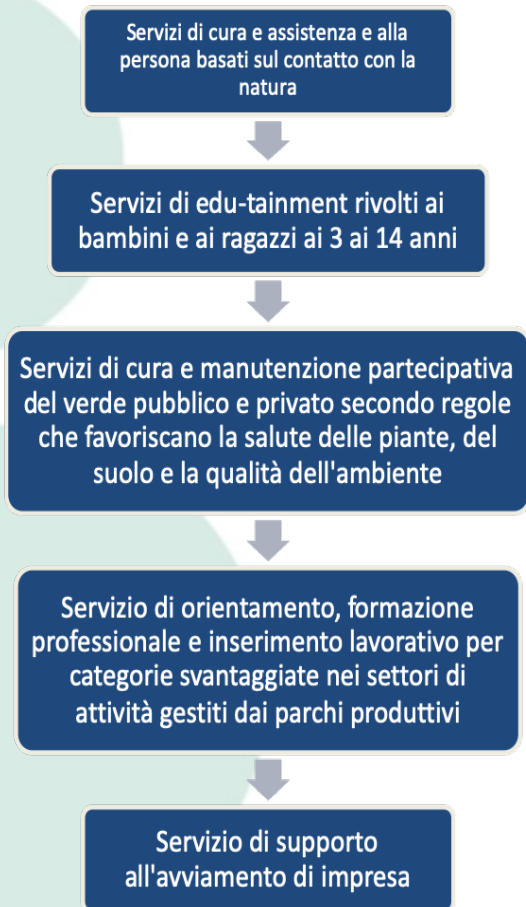 Servizi di cura e assistenza e alla
persona basati sul contatto con la
natura
Servizi di edu-tainment rivolti ai
bambini e ai ragazzi ai 3 ai 14 anni
Servizi di cura e manutenzione partecipativa
del verde pubblico e privato secondo regole
che favoriscano la salute delle piante, del
suolo e la qualità dell'ambiente
Servizio di orientamento, formazione
professionale e inserimento lavorativo per
categorie svantaggiate nei settori di
attività gestiti dai parchi produttivi
Servizio di supporto
all'avviamento di impresa